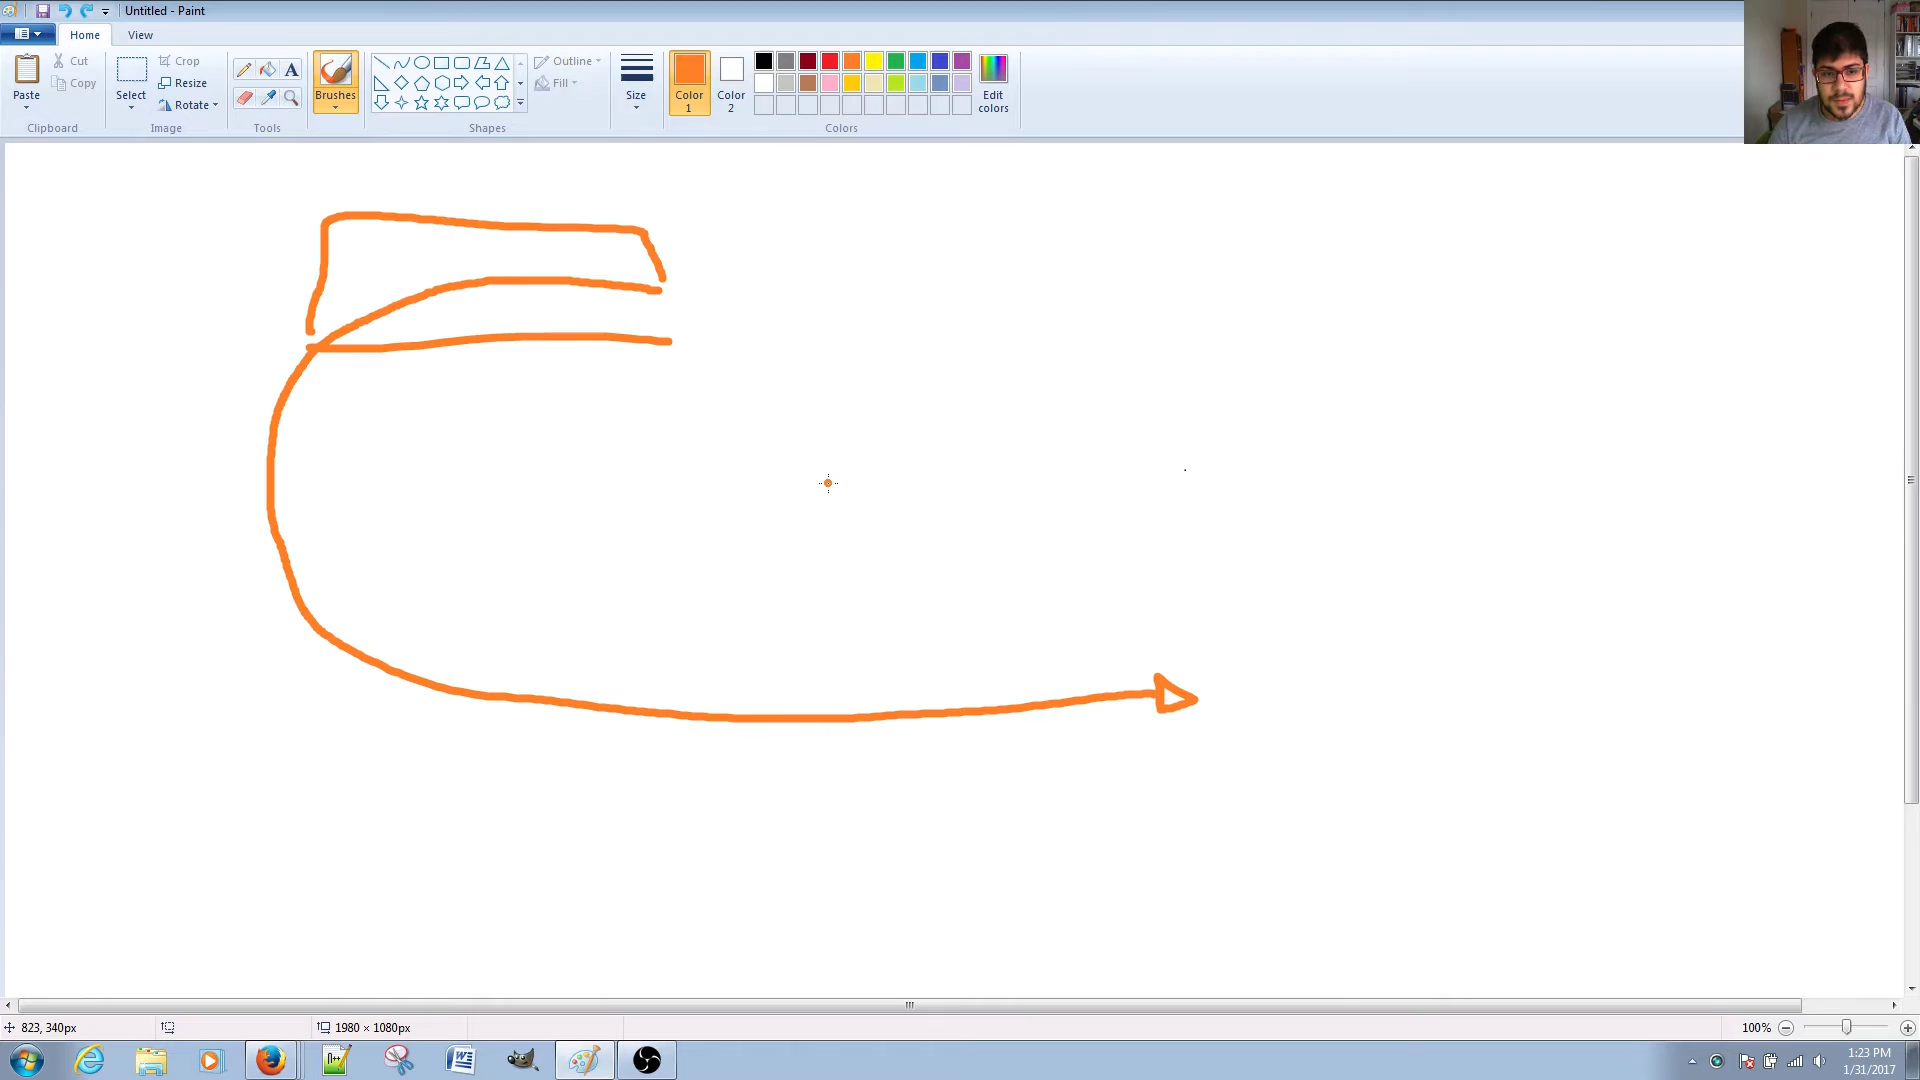 Untitled - Paint
Home View
Paste
Cut
Copy
Clipboard
Select
Crop
Resize
Rotate
Image
A
Tools
Brushes
Shapes
Outline
Fill
Size
Color 1
Color 2
Edit colors
Colors
823, 340px
1980 × 1080px
100%
1:23 PM
1/31/2017